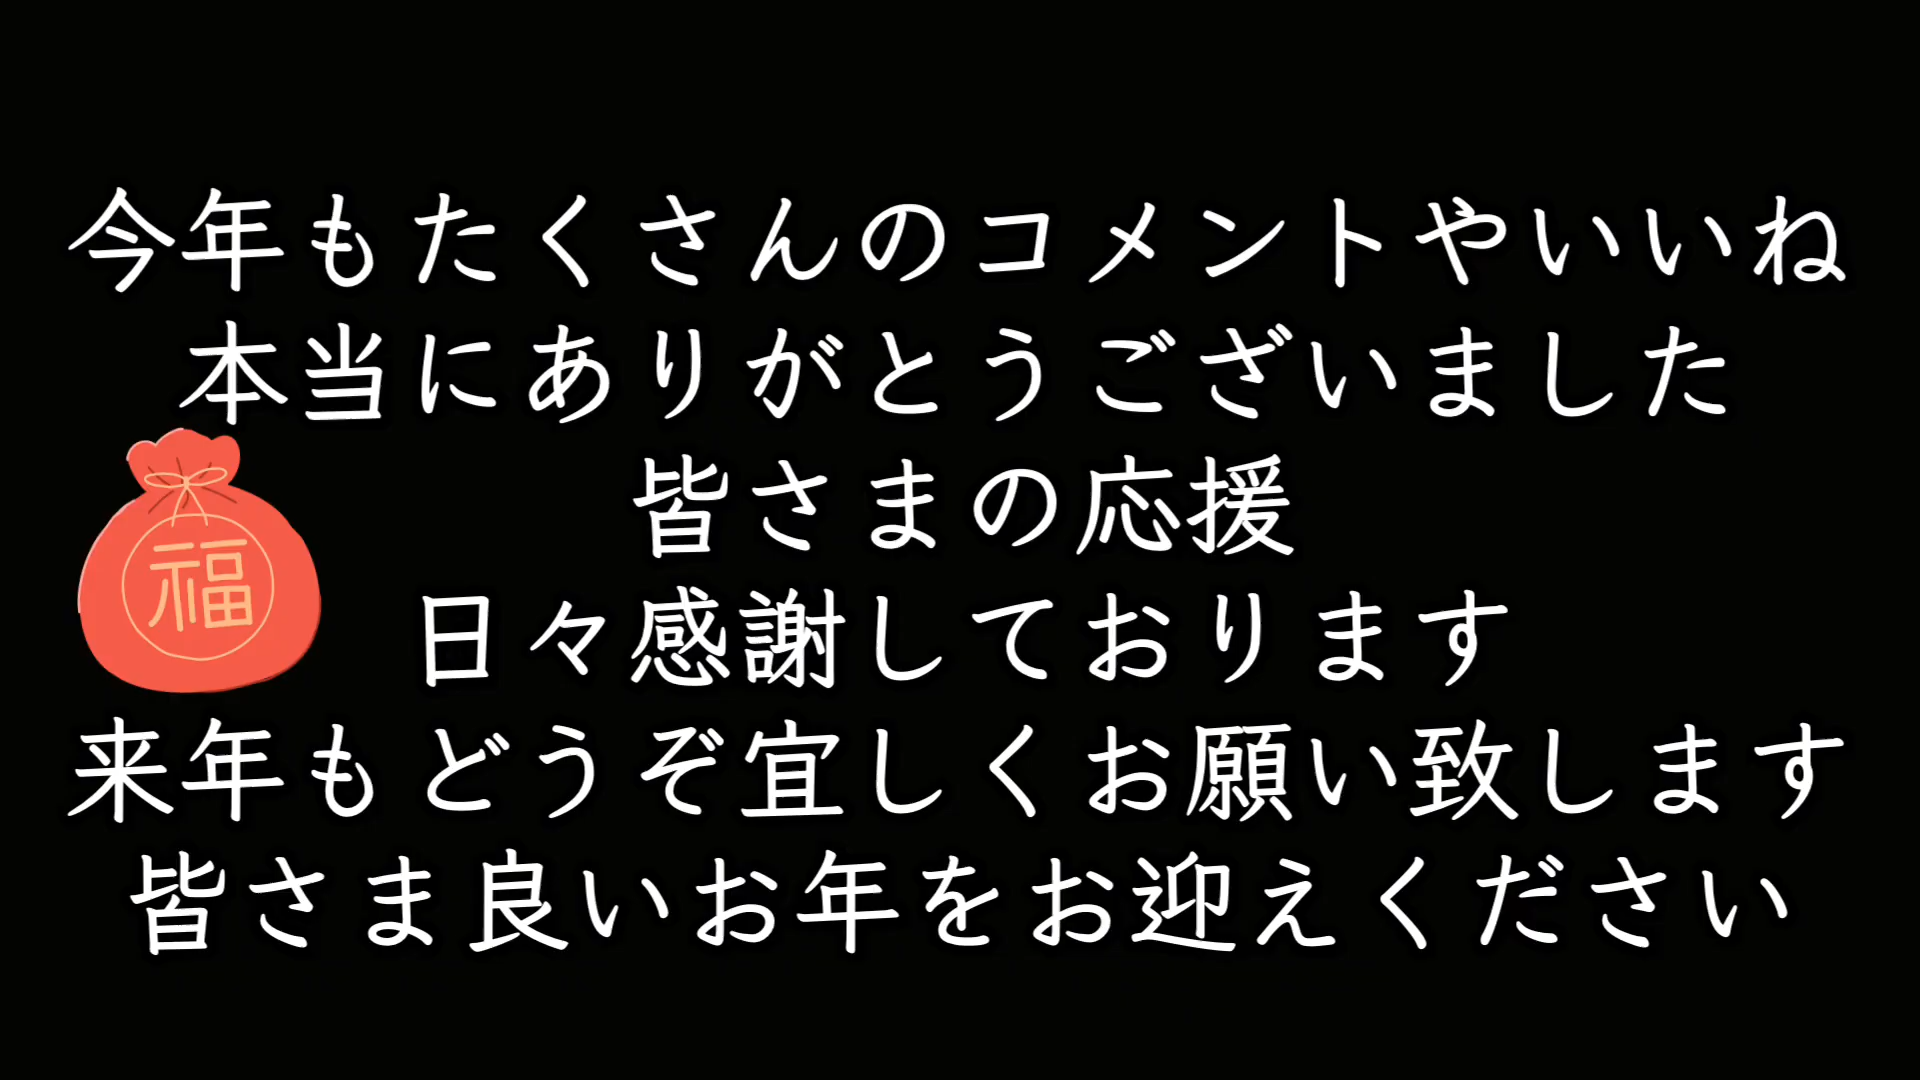 今年もたくさんのコメントやいいね
本当にありがとうございました
皆さまの応援
福
日々感謝しております
来年もどうぞ宜しくお願い致します
皆さま良いお年をお迎えください